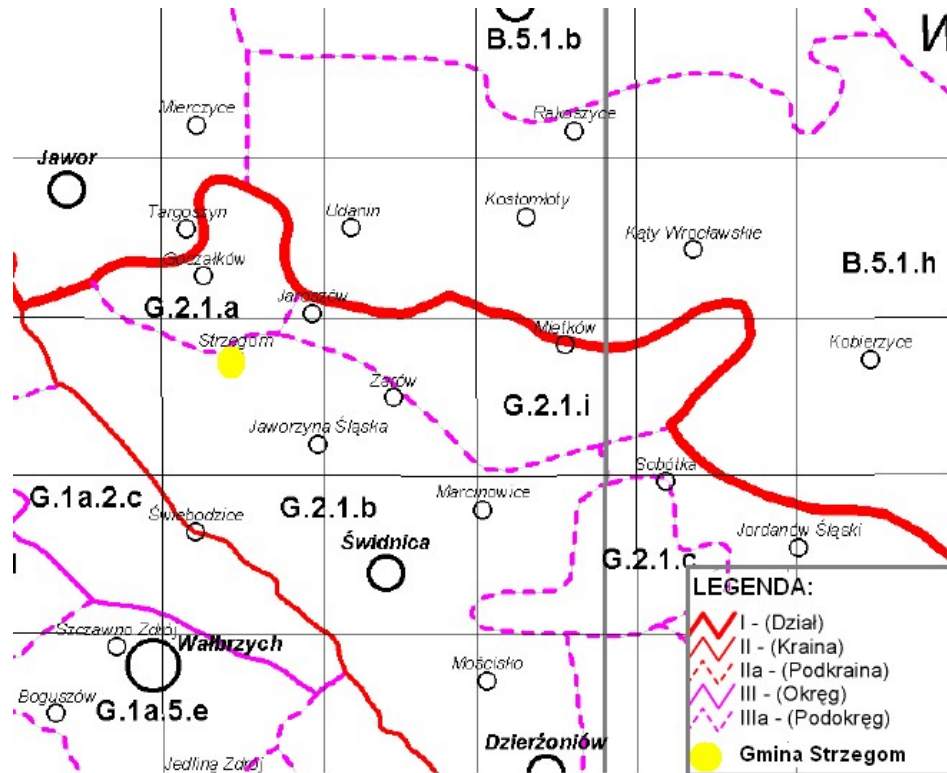 B.5.1.b
W
Mierczyce
Rakoszyce
Jawor
Targoszyn
Udanin
Kostomłoty
Kąty Wrocławskie
Goczałków
B.5.1.h
G.2.1.a
Jaroszów
Strzegom
Mietków
Kobierzyce
Żarów
G.2.1.i
Jaworzyna Śląska
Sobótka
G.1a.2.c
G.2.1.b
Marcinowice
Świebodzice
Świdnica
Jordanów Śląski
G.2.1.c
Szczawno Zdrój
Wałbrzych
Mościsko
Boguszów
G.1a.5.e
Dzierżoniów
Jedlina Zdrój
LEGENDA:
I - (Dział)
II - (Kraina)
IIa - (Podkraina)
III - (Okręg)
IIIa - (Podokręg)
Gmina Strzegom